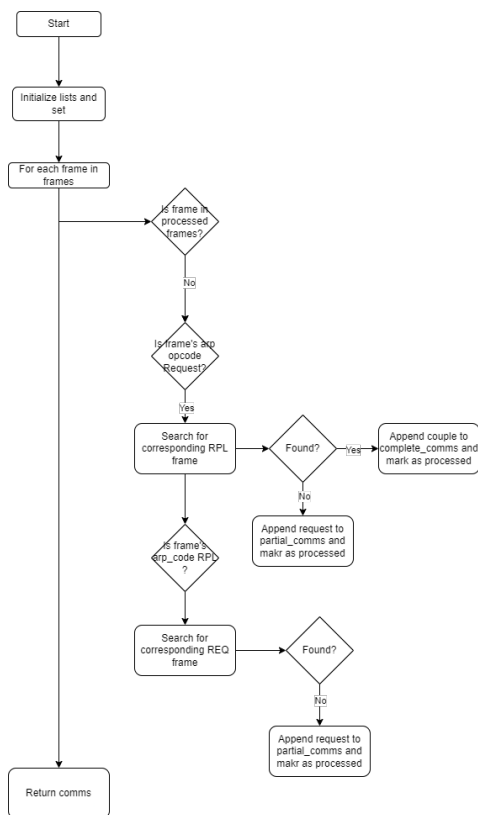 Start
Initialize lists and
set
For each frame in
frames
Is frame in
processed
frames?
No
Is frame's arp
opcode
Request?
Yes
Search for
corresponding RPL
frame
Found?
Yes
Append couple to
complete_comms and
mark as processed
No
Append request to
partial_comms and
makr as processed
Is frame's
arp_code RPL
?
Search for
corresponding REQ
frame
Found?
No
Append request to
partial_comms and
makr as processed
Return comms